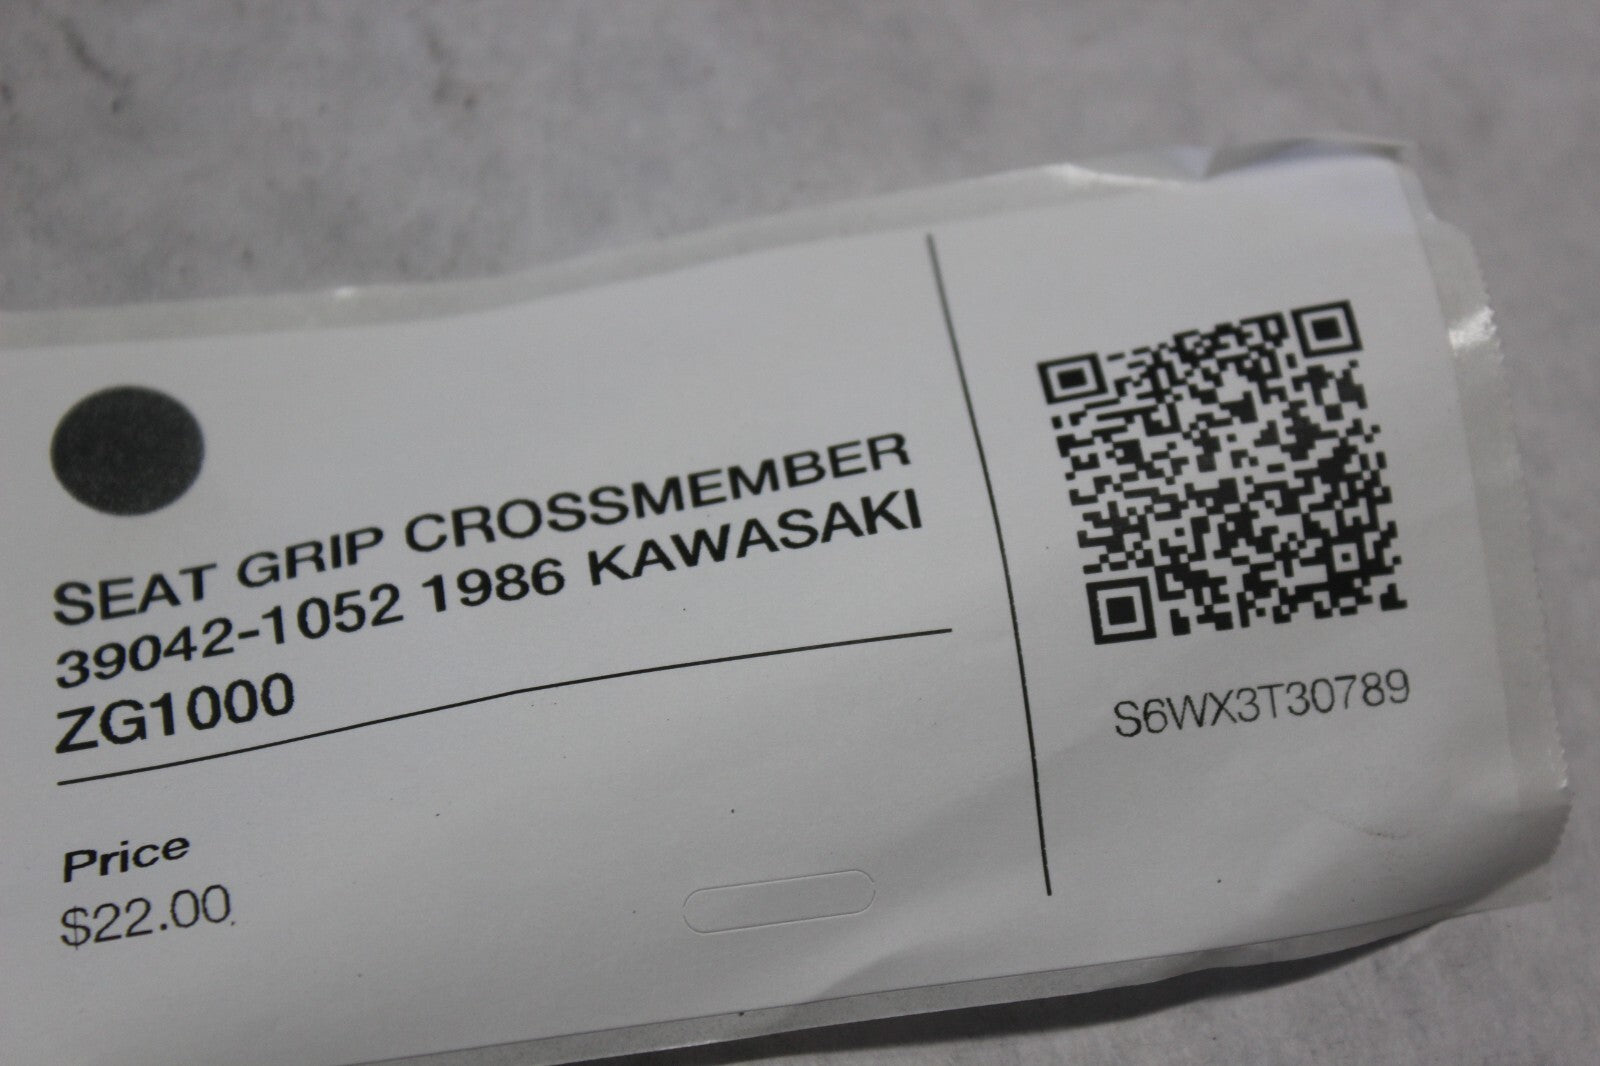 SEAT GRIP CROSSMEMBER
39042-1052 1986 KAWASAKI
ZG1000
Price
$22.00
S6WX3T30789